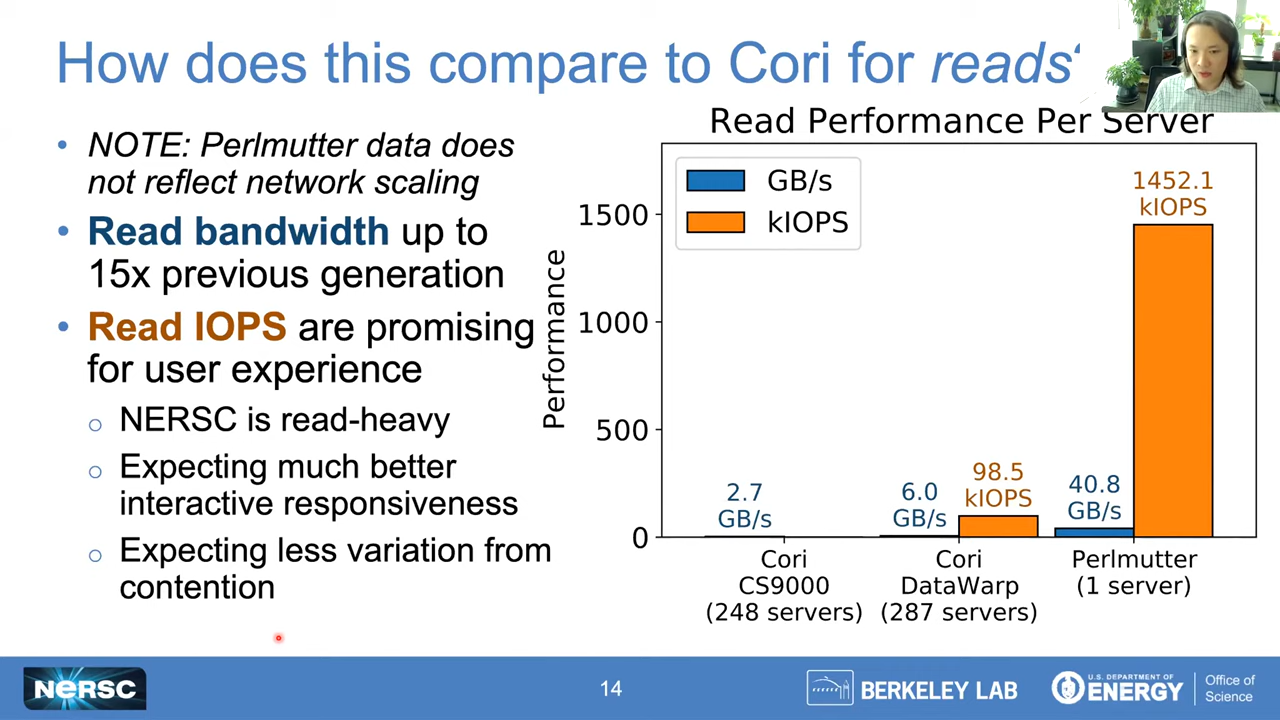 How does this compare to Cori for reads
• NOTE: Perlmutter data does
not reflect network scaling
• Read bandwidth up to
15x previous generation
• Read IOPS are promising
for user experience
○ NERSC is read-heavy
○ Expecting much better
interactive responsiveness
○ Expecting less variation from
contention
Read Performance Per Server
GB/s
kIOPS
Performance
1500
1000
500
0
2.7
GB/s
6.0
GB/s
98.5
kIOPS
40.8
GB/s
1452.1
kIOPS
Cori
CS9000
(248 servers)
Cori
DataWarp
(287 servers)
Perlmutter
(1 server)
NERSC
14
BERKELEY LAB
U.S. DEPARTMENT OF
ENERGY
Office of
Science